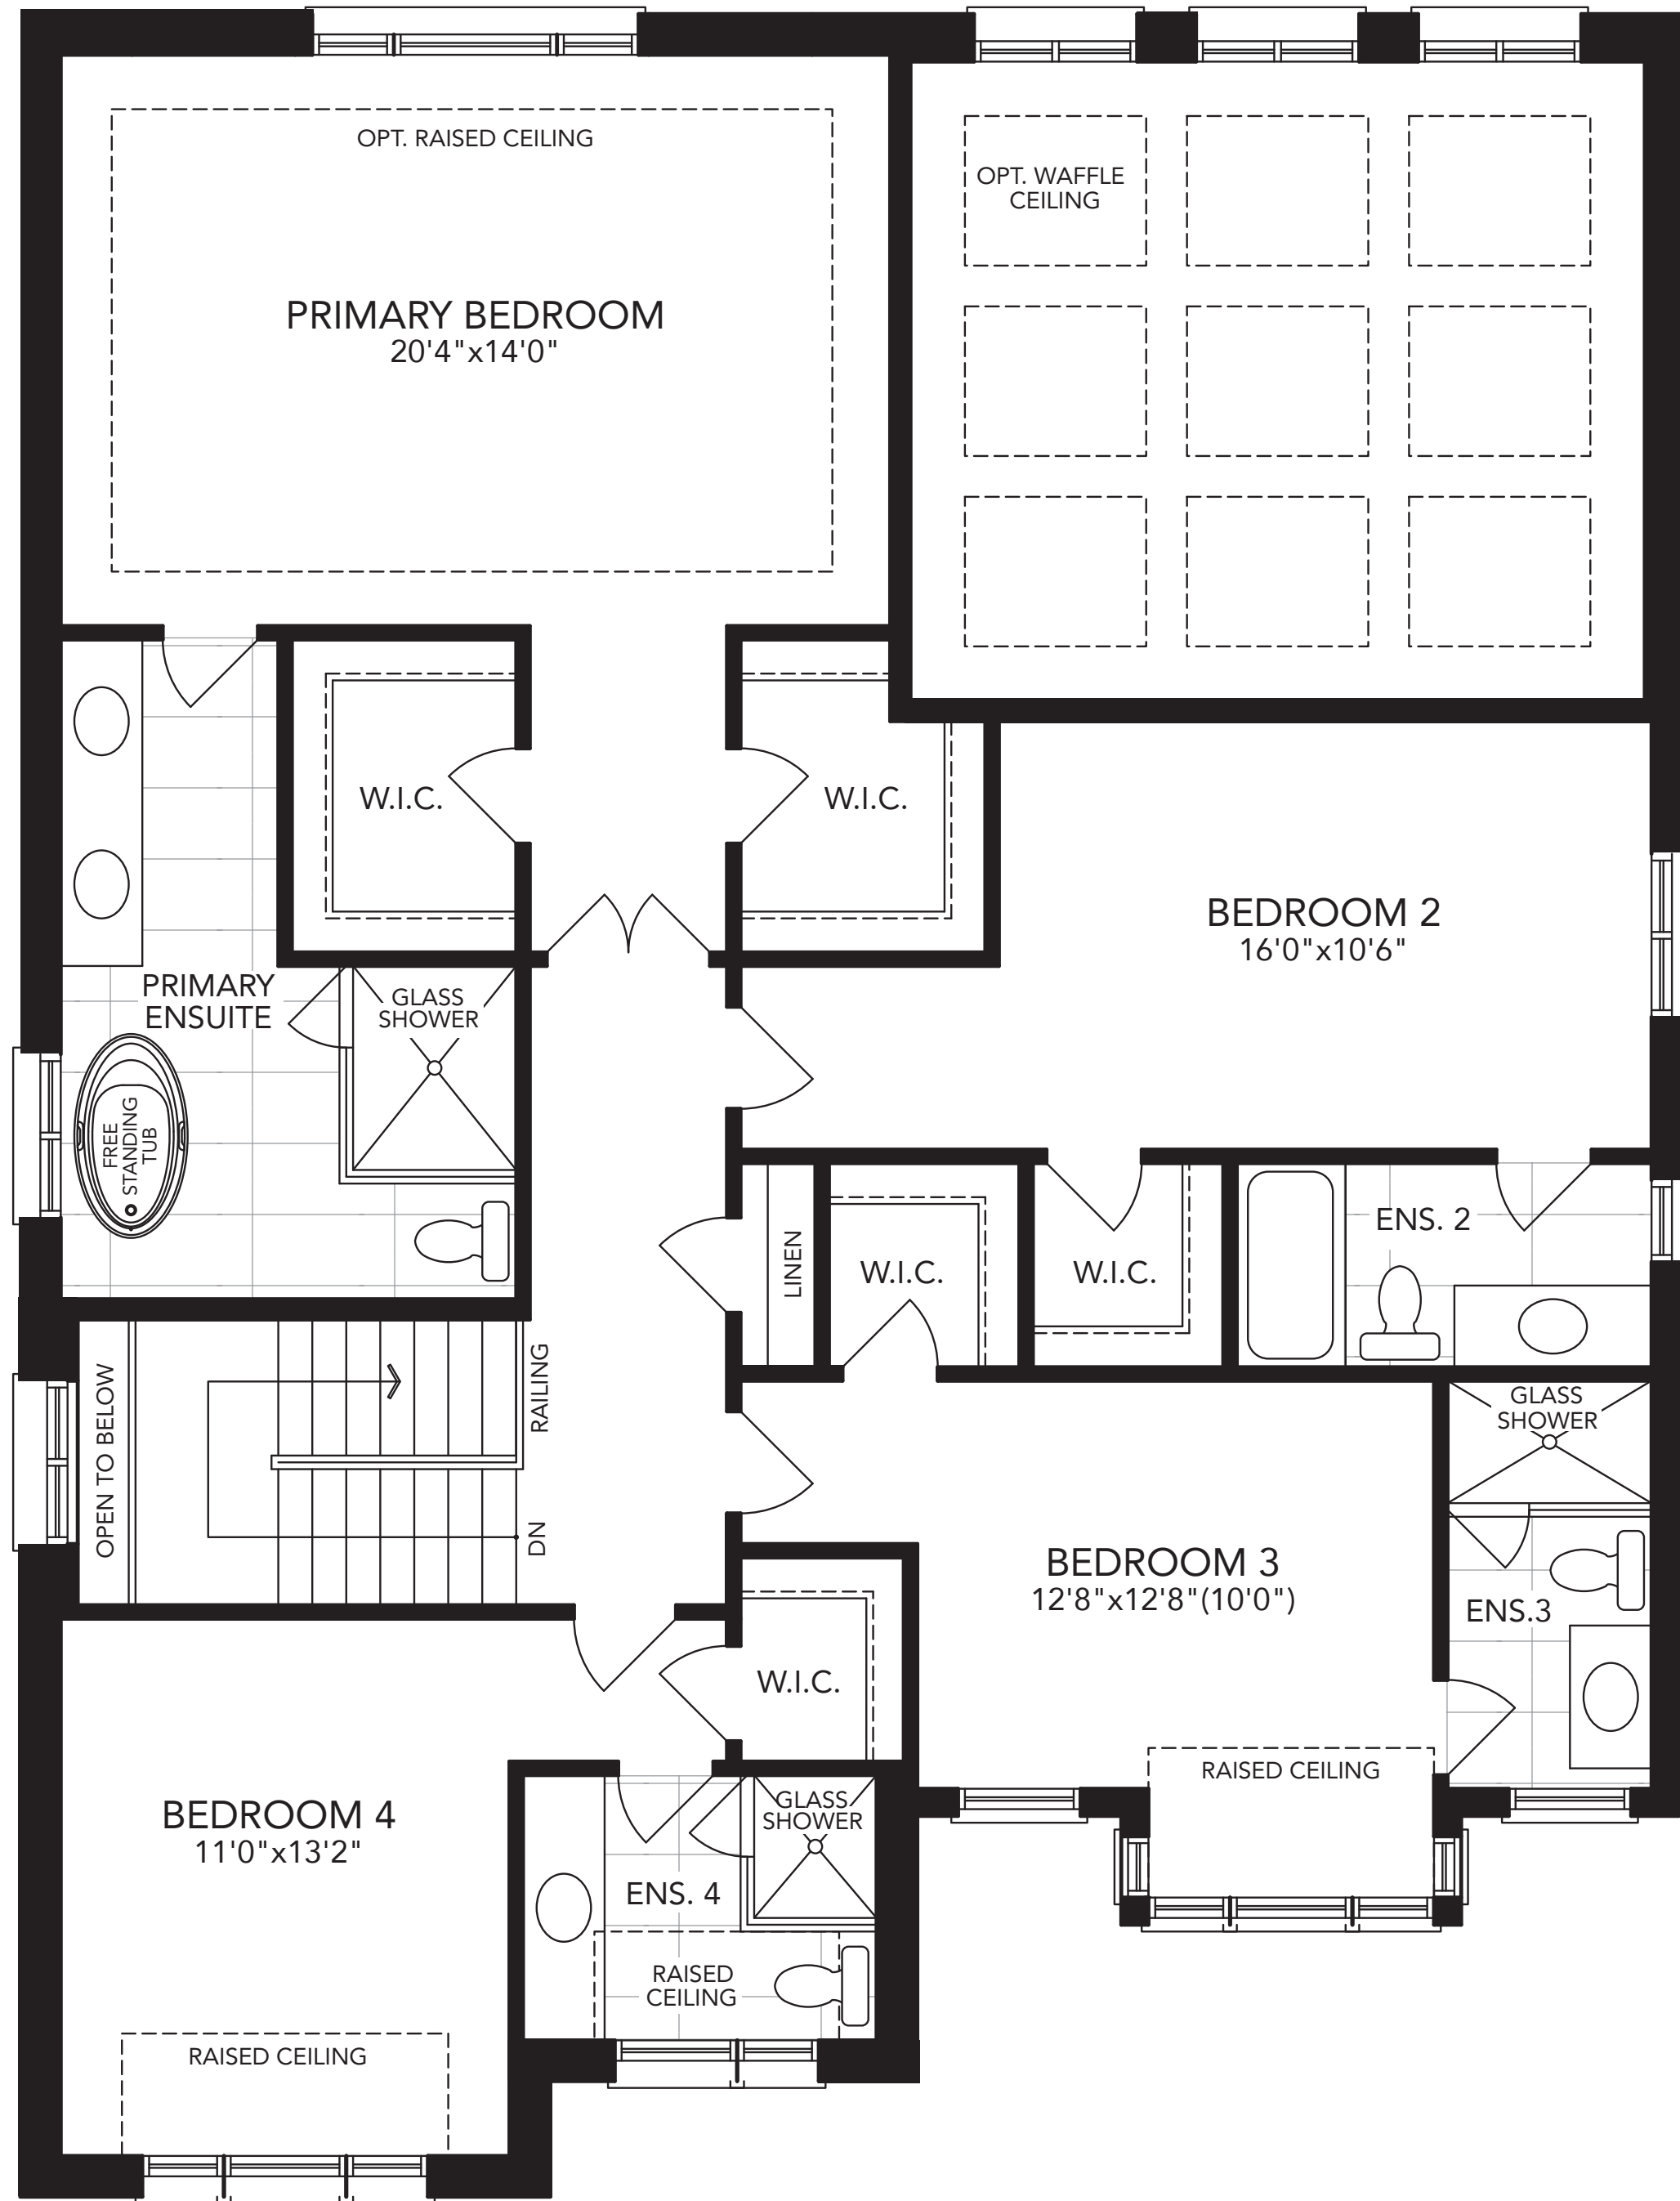 OPT. RAISED CEILING
PRIMARY BEDROOM
20'4"x14'0"
OPT. WAFFLE
CEILING
W.I.C.
W.I.C.
BEDROOM 2
16'0"x10'6"
PRIMARY
ENSUITE
GLASS
SHOWER
FREE
STANDING
TUB
LINEN
W.I.C.
W.I.C.
ENS. 2
OPEN TO BELOW
RAILING
DN
GLASS
SHOWER
BEDROOM 3
12'8"x12'8"(10'0")
ENS.3
W.I.C.
RAISED CEILING
BEDROOM 4
11'0"x13'2"
GLASS
SHOWER
ENS. 4
RAISED
CEILING
RAISED CEILING